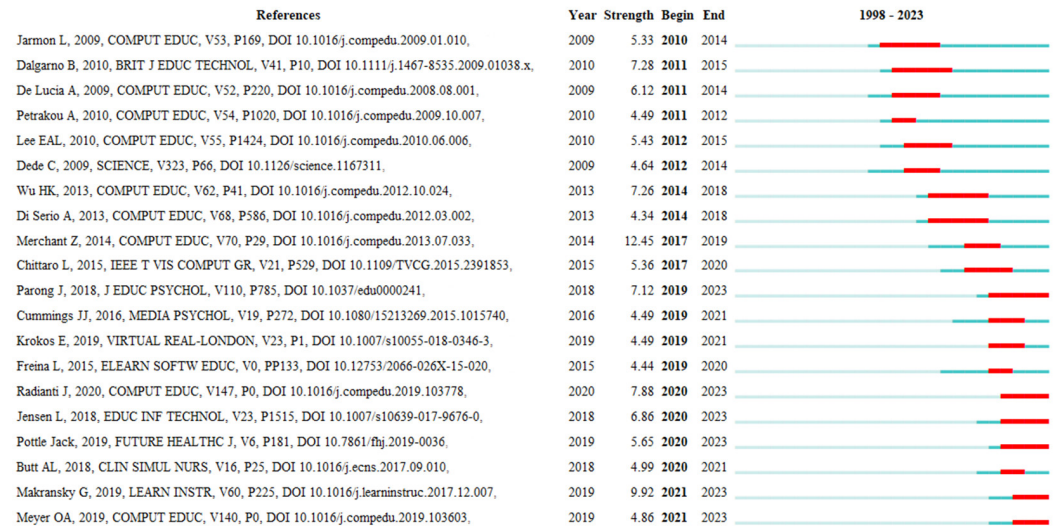 References Year Strength Begin End 1998 - 2023
Jarmon L, 2009, COMPUT EDUC, V53, P169, DOI 10.1016/j.compedu.2009.01.010, 2009 5.33 2010 2014
Dalgarno B, 2010, BRIT J EDUC TECHNOL, V41, P10, DOI 10.1111/j.1467-8535.2009.01038.x, 2010 7.28 2011 2015
De Lucia A, 2009, COMPUT EDUC, V52, P220, DOI 10.1016/j.compedu.2008.08.001, 2009 6.12 2011 2014
Petrakou A, 2010, COMPUT EDUC, V54, P1020, DOI 10.1016/j.compedu.2009.10.007, 2010 4.49 2011 2012
Lee EAL, 2010, COMPUT EDUC, V55, P1424, DOI 10.1016/j.compedu.2010.06.006, 2010 5.43 2012 2015
Dede C, 2009, SCIENCE, V323, P66, DOI 10.1126/science.1167311, 2009 4.64 2012 2014
Wu HK, 2013, COMPUT EDUC, V62, P41, DOI 10.1016/j.compedu.2012.10.024, 2013 7.26 2014 2018
Di Serio A, 2013, COMPUT EDUC, V68, P586, DOI 10.1016/j.compedu.2012.03.002, 2013 4.34 2014 2018
Merchant Z, 2014, COMPUT EDUC, V70, P29, DOI 10.1016/j.compedu.2013.07.033, 2014 12.45 2017 2019
Chittaro L, 2015, IEEE T VIS COMPUT GR, V21, P529, DOI 10.1109/TVCG.2015.2391853, 2015 5.36 2017 2020
Parong J, 2018, J EDUC PSYCHOL, V110, P785, DOI 10.1037/edu0000241, 2018 7.12 2019 2023
Cummings JJ, 2016, MEDIA PSYCHOL, V19, P272, DOI 10.1080/15213269.2015.1015740, 2016 4.49 2019 2021
Krokos E, 2019, VIRTUAL REAL-LONDON, V23, P1, DOI 10.1007/s10055-018-0346-3, 2019 4.49 2019 2021
Freina L, 2015, ELEARN SOFTW EDUC, V0, PP133, DOI 10.12753/2066-026X-15-020, 2015 4.44 2019 2020
Radianti J, 2020, COMPUT EDUC, V147, P0, DOI 10.1016/j.compedu.2019.103778, 2020 7.88 2020 2023
Jensen L, 2018, EDUC INF TECHNOL, V23, P1515, DOI 10.1007/s10639-017-9676-0, 2018 6.86 2020 2023
Pottle Jack, 2019, FUTURE HEALTHC J, V6, P181, DOI 10.7861/fhj.2019-0036, 2019 5.65 2020 2023
Butt AL, 2018, CLIN SIMUL NURS, V16, P25, DOI 10.1016/j.ecns.2017.09.010, 2018 4.99 2020 2021
Makransky G, 2019, LEARN INSTR, V60, P225, DOI 10.1016/j.learninstruc.2017.12.007, 2019 9.92 2021 2023
Meyer OA, 2019, COMPUT EDUC, V140, P0, DOI 10.1016/j.compedu.2019.103603, 2019 4.86 2021 2023